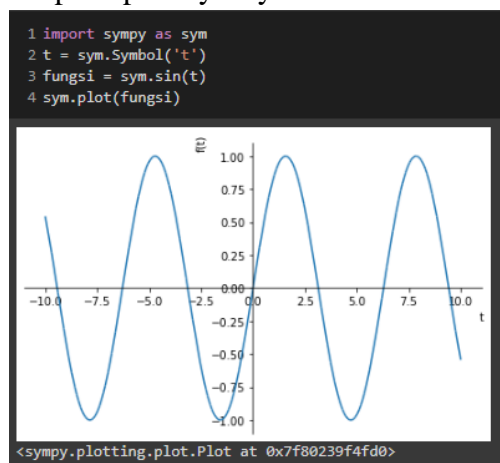 1 import sympy as sym
2 t = sym.Symbol('t')
3 fungsi = sym.sin(t)
4 sym.plot(fungsi)
f(t)
1.00
0.75
0.50
0.25
0.00
−10.0 −7.5 −5.0 −2.5 0.0 2.5 5.0 7.5 10.0
t
−0.25
−0.50
−0.75
−1.00
<sympy.plotting.plot.Plot at 0x7f80239f4fd0>